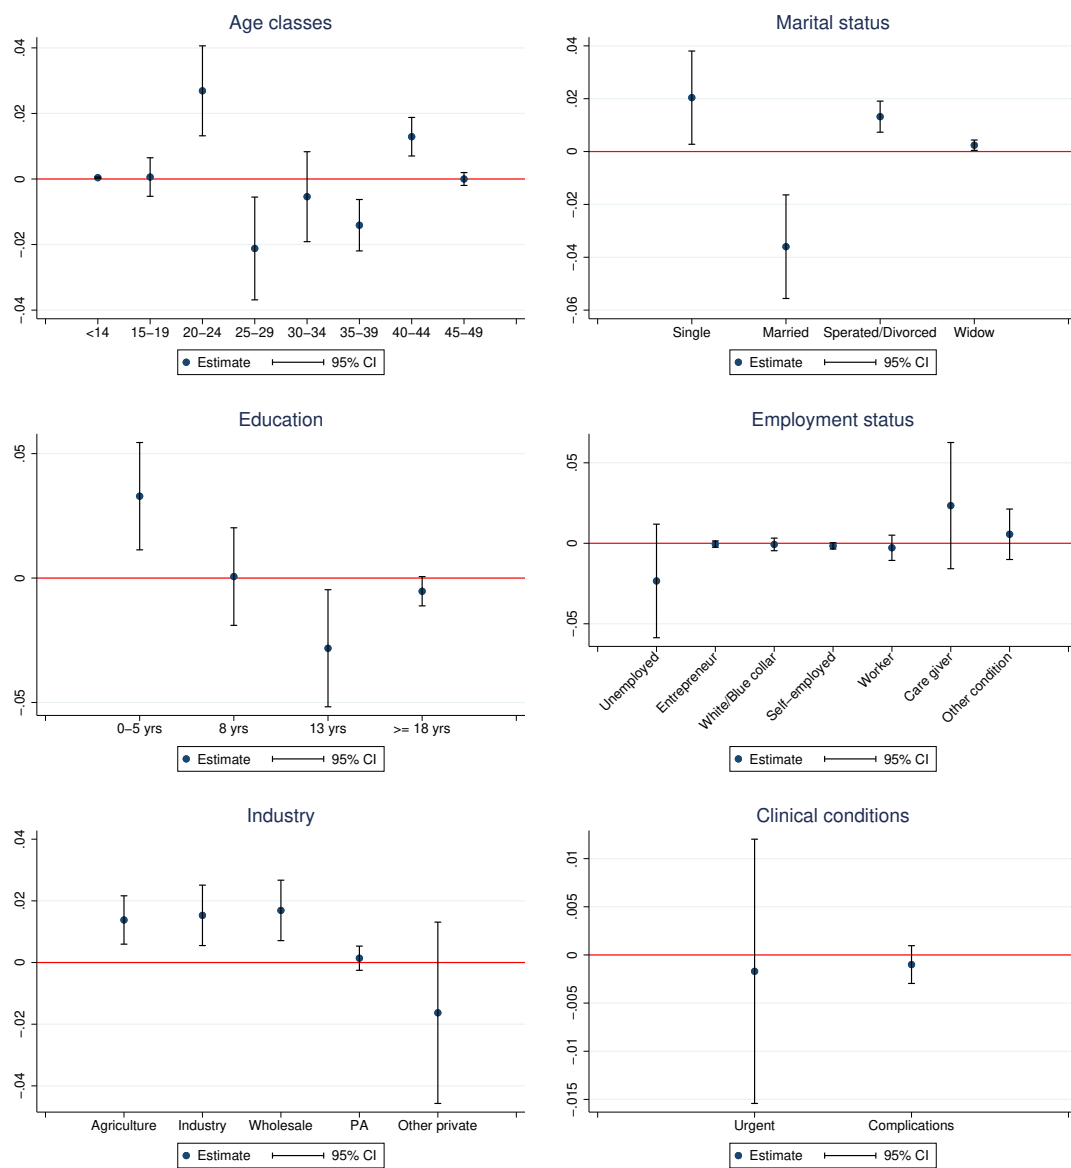 Age classes
.04
.02
0
-.02
-.04
<14 15-19 20-24 25-29 30-34 35-39 40-44 45-49
Estimate 95% CI
Marital status
.04
.02
0
-.02
-.04
-.06
Single Married Sperated/Divorced Widow
Estimate 95% CI
Education
.05
0
-.05
0-5 yrs 8 yrs 13 yrs >= 18 yrs
Estimate 95% CI
Employment status
.05
0
-.05
Unemployed Entrepreneur White/Blue collar Self-employed Worker Care giver Other condition
Estimate 95% CI
Industry
.04
.02
0
-.02
-.04
Agriculture Industry Wholesale PA Other private
Estimate 95% CI
Clinical conditions
.01
.005
0
-.005
-.01
-.015
Urgent Complications
Estimate 95% CI